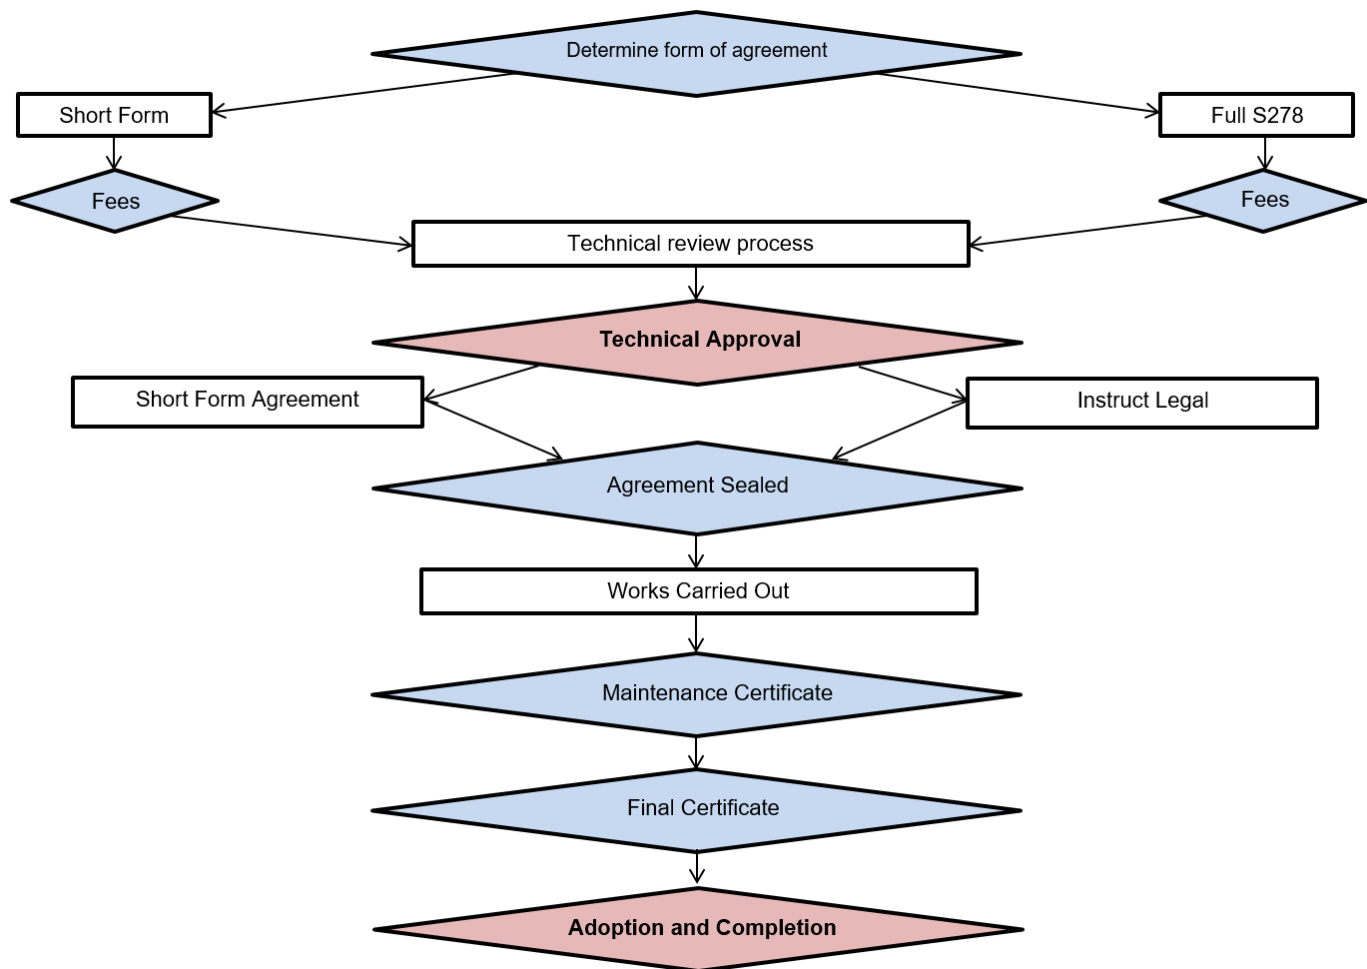 Determine form of agreement
Short Form
Full S278
Fees
Fees
Technical review process
Technical Approval
Short Form Agreement
Instruct Legal
Agreement Sealed
Works Carried Out
Maintenance Certificate
Final Certificate
Adoption and Completion